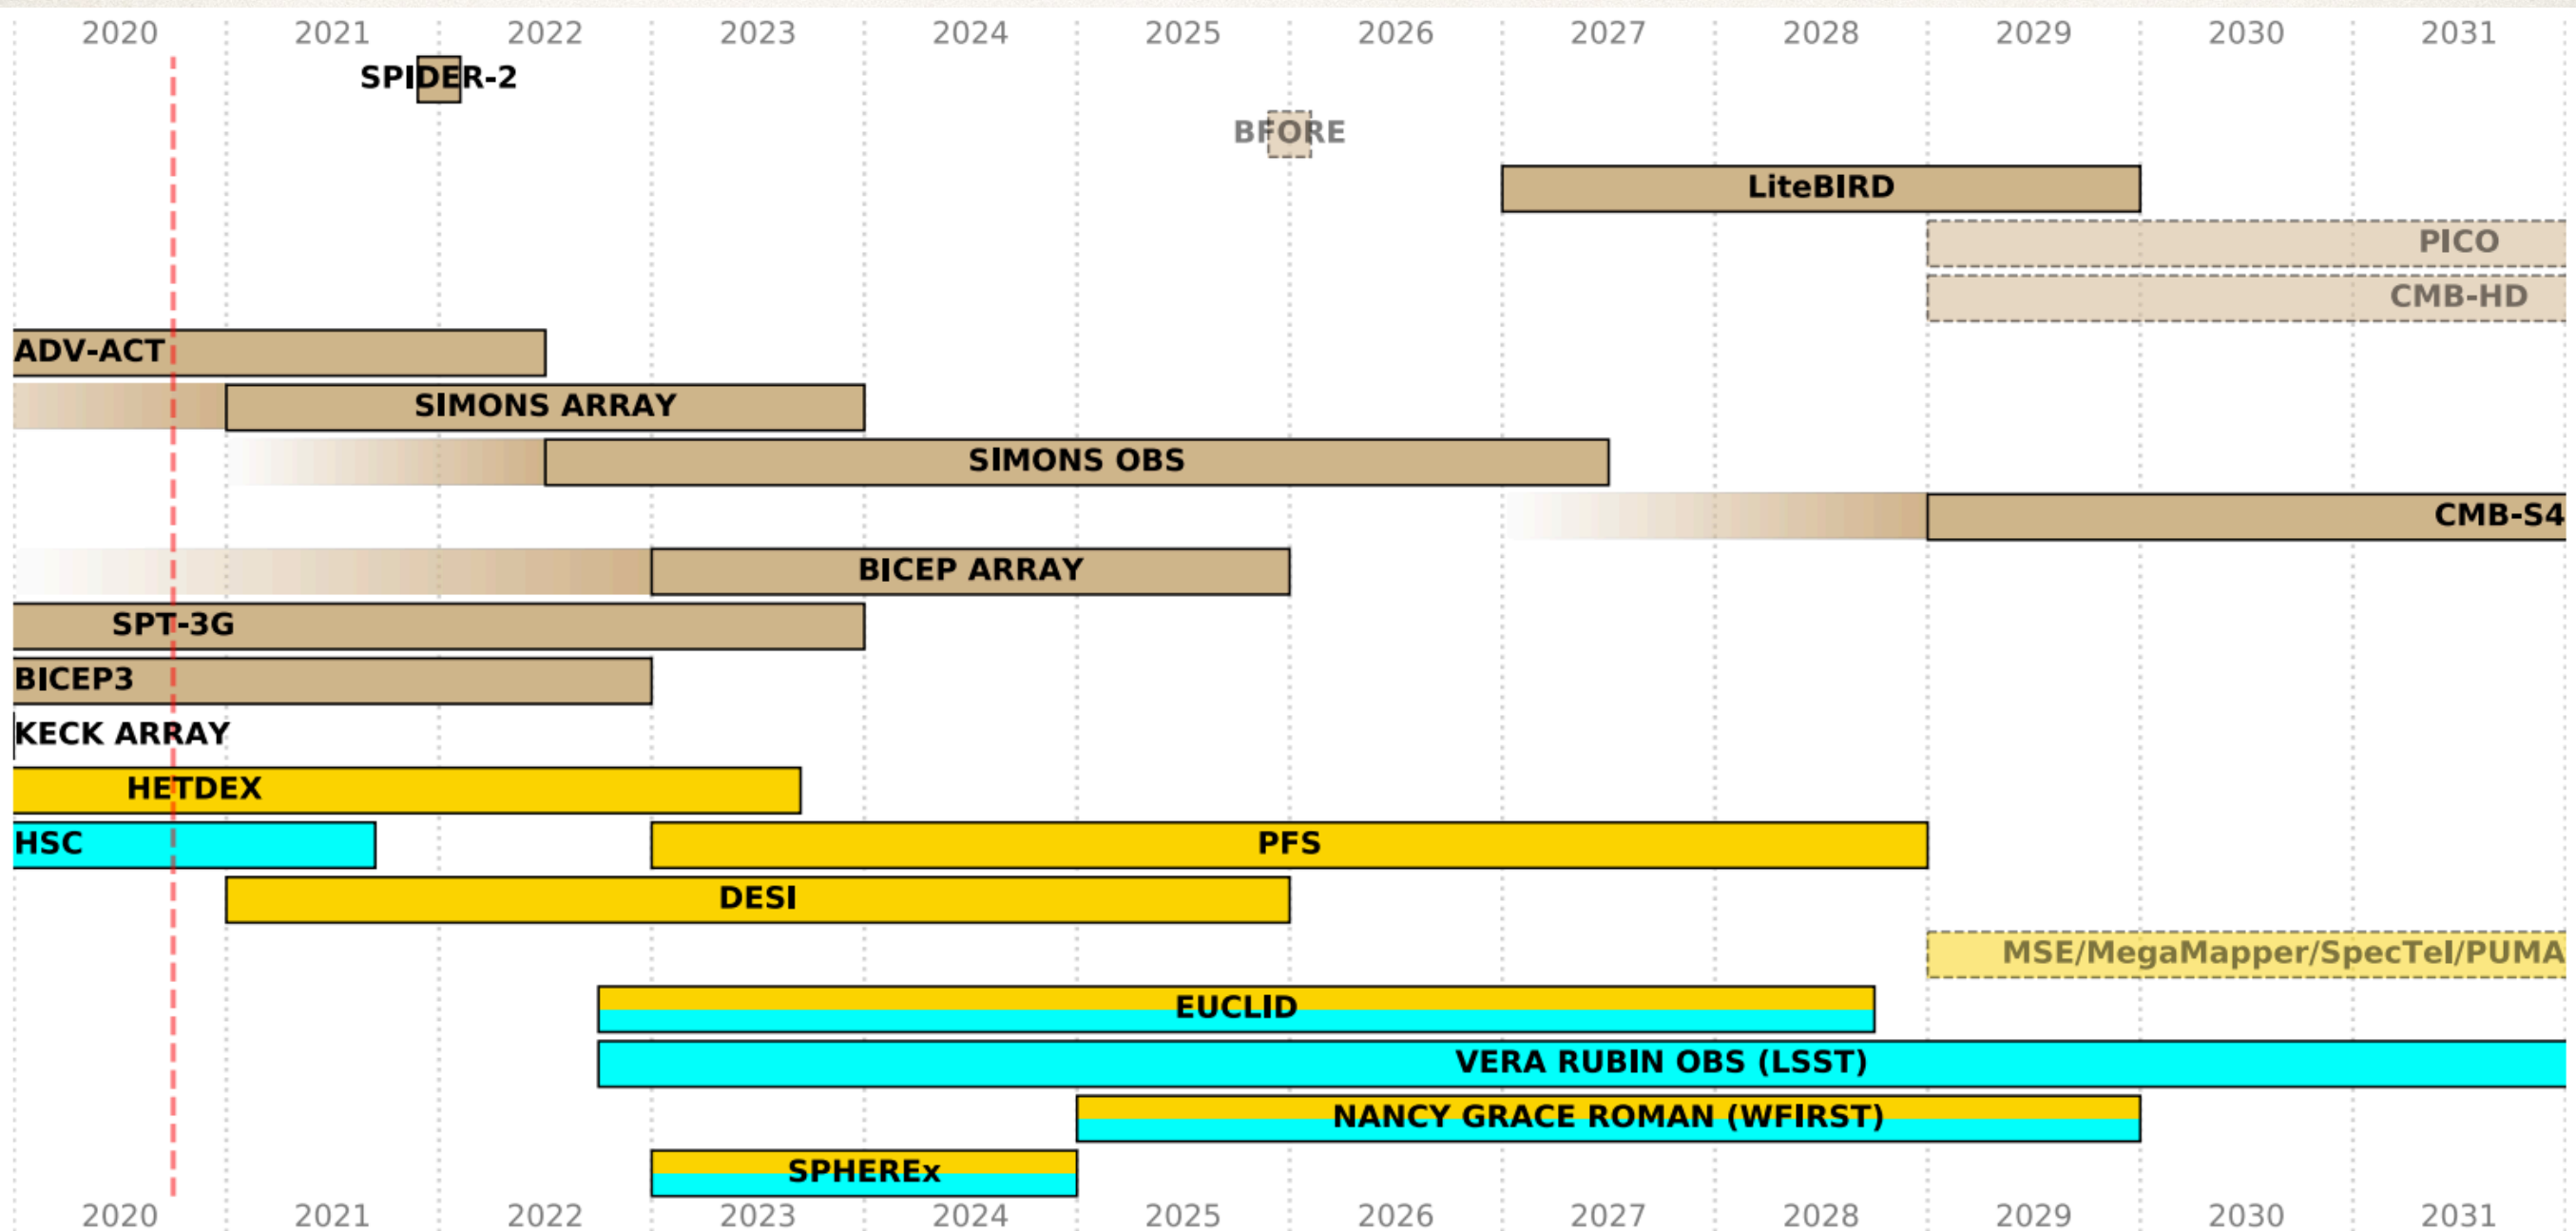 2020 2021 2022 2023 2024 2025 2026 2027 2028 2029 2030 2031
SPIDER-2
BFORE
LiteBIRD
PICO
CMB-HD
ADV-ACT
SIMONS ARRAY
SIMONS OBS
CMB-S4
BICEP ARRAY
SPT-3G
BICEP3
KECK ARRAY
HETDEX
HSC PFS
DESI
MSE/MegaMapper/SpecTel/PUMA
EUCLID
VERA RUBIN OBS (LSST)
NANCY GRACE ROMAN (WFIRST)
SPHEREx
2020 2021 2022 2023 2024 2025 2026 2027 2028 2029 2030 2031